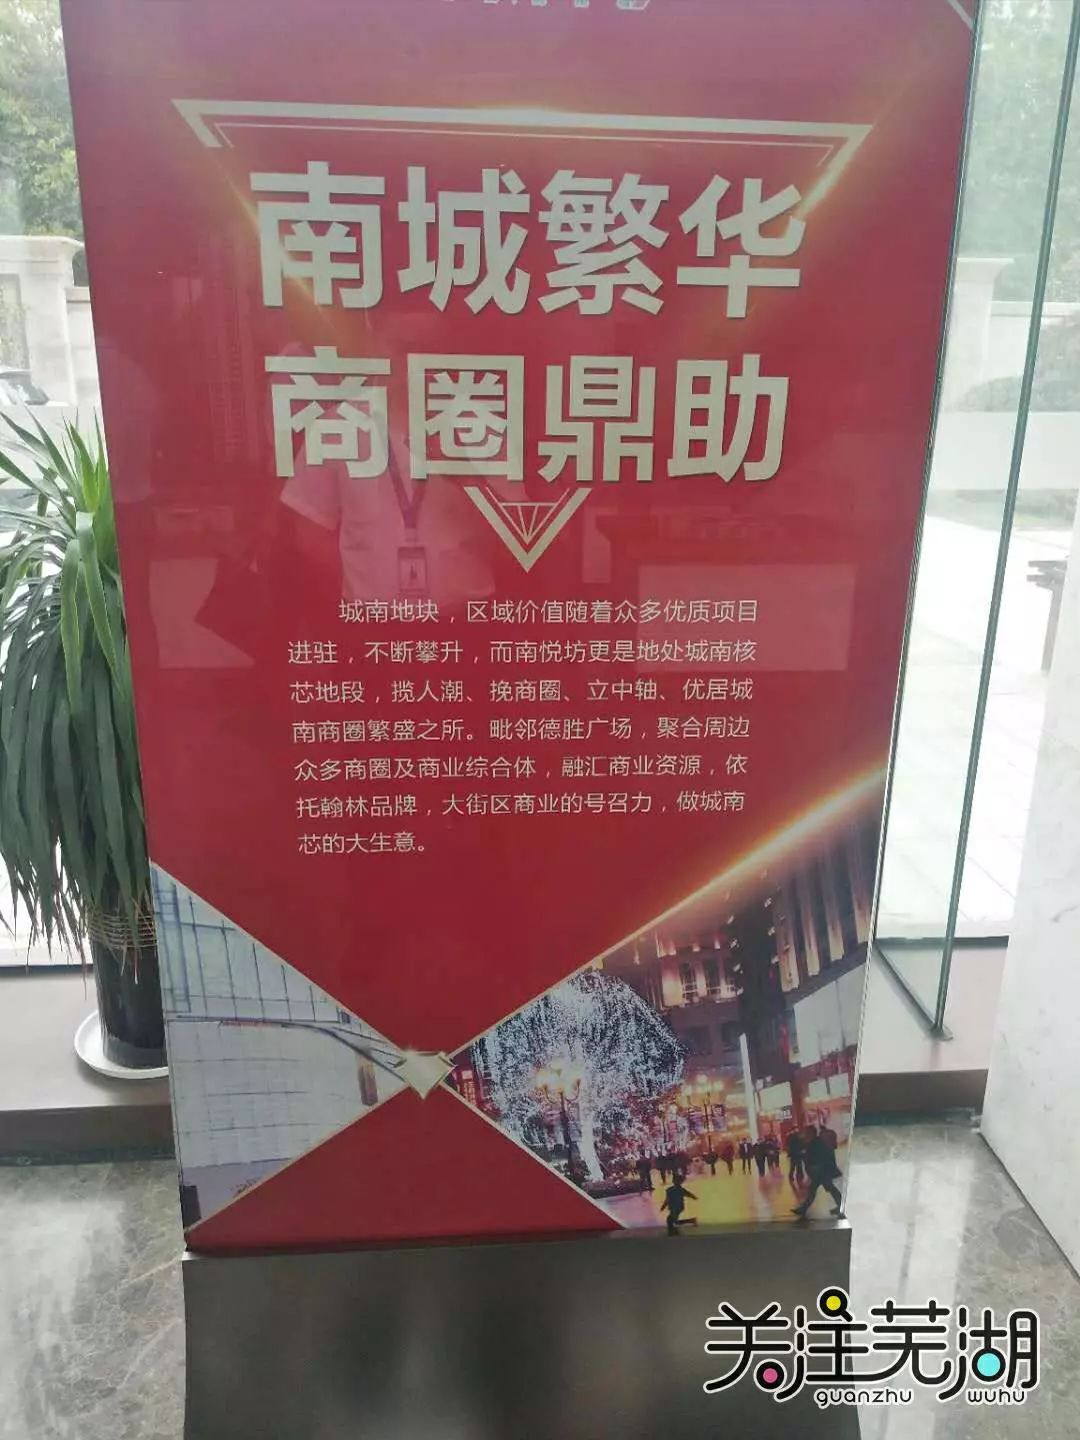 南城繁华
商圈鼎助
城南地块，区域价值随着众多优质项目
进驻，不断攀升，而南悦坊更是地处城南核
芯地段，揽人潮、挽商圈、立中轴、优居城
南商圈繁盛之所。毗邻德胜广场，聚合周边
众多商圈及商业综合体，融汇商业资源，依
托翰林品牌，大街区商业的号召力，做城南
芯的大生意。
关注芜湖
guanzhu wuhu